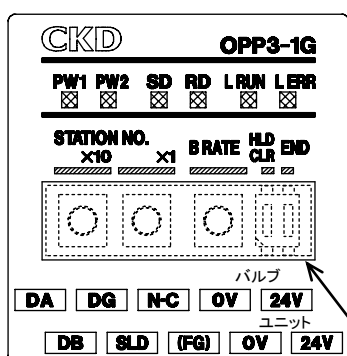 CKD
OPP3-1G
PW1 PW2 SD RD L RUN L ERR
STATION NO.
×10 ×1 B RATE HLD CLR END
バルブ
DA DG N-C 0V 24V
ユニット
DB SLD (FG) 0V 24V